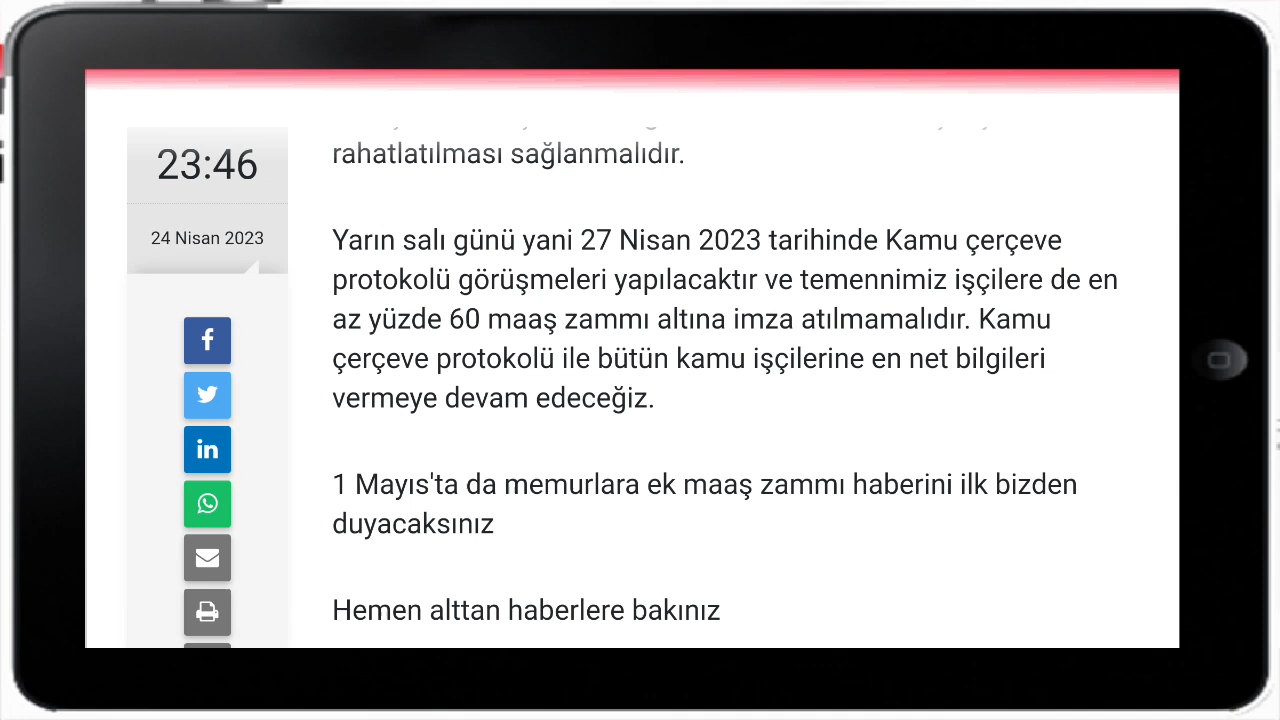 23:46
24 Nisan 2023
rahatlatılması sağlanmalıdır.
Yarın salı günü yani 27 Nisan 2023 tarihinde Kamu çerçeve
protokolü görüşmeleri yapılacaktır ve temennimiz işçilere de en
az yüzde 60 maaş zammı altına imza atılmamalıdır. Kamu
çerçeve protokolü ile bütün kamu işçilerine en net bilgileri
vermeye devam edeceğiz.
1 Mayıs'ta da memurlara ek maaş zammı haberini ilk bizden
duyacaksınız
Hemen alttan haberlere bakınız